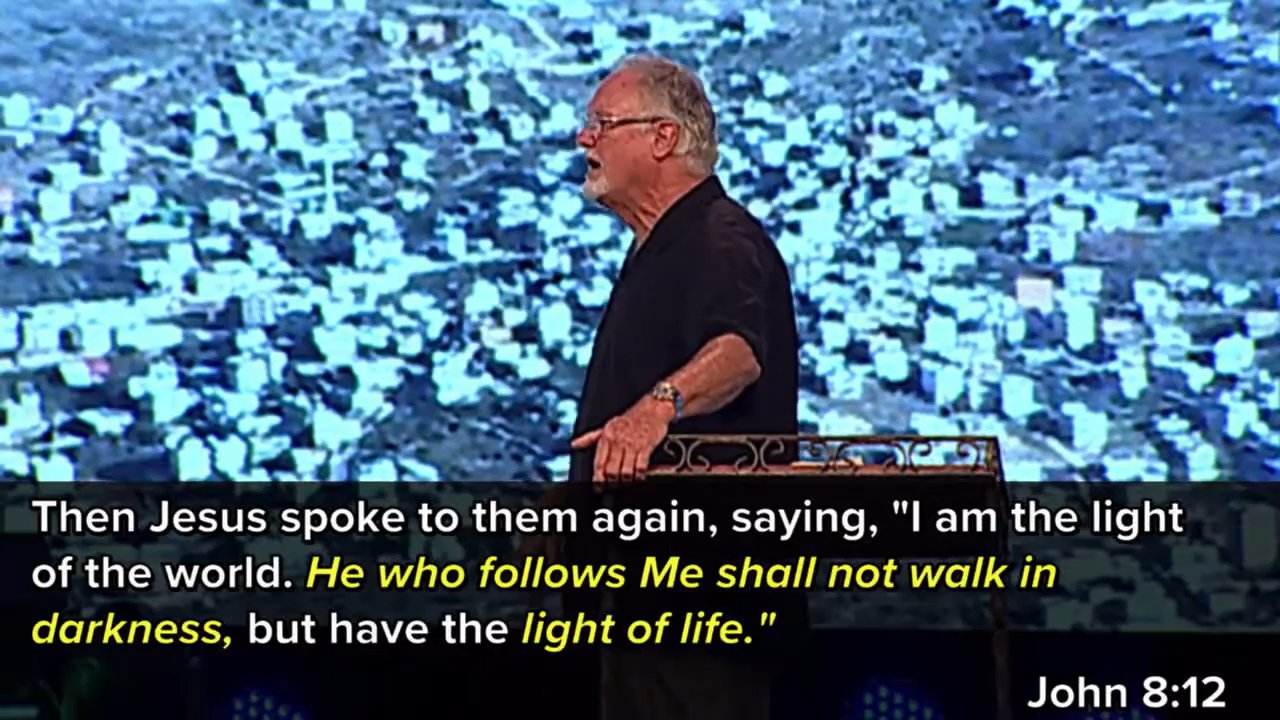 Then Jesus spoke to them again, saying, "I am the light
of the world. He who follows Me shall not walk in
darkness, but have the light of life."
John 8:12